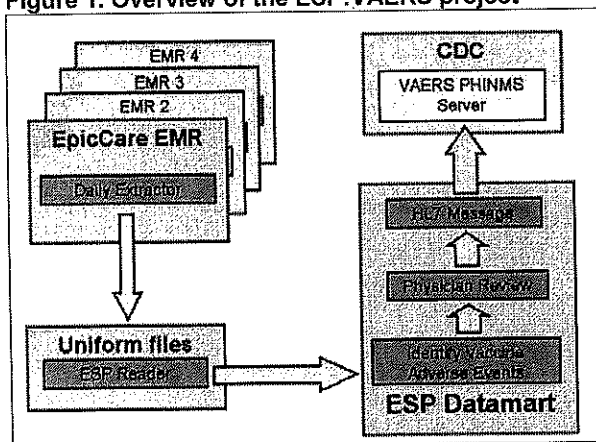 Figure 1. Overview of the ESP:VAERS project
EMR 4
EMR 3
EMR 2
EpicCare EMR
Daily Extractor
Uniform files
ESP Reader
CDC
VAERS PHINMS
Server
HL7 Message
Physician Review
Identify Vaccine
Adverse Events
ESP Datamart